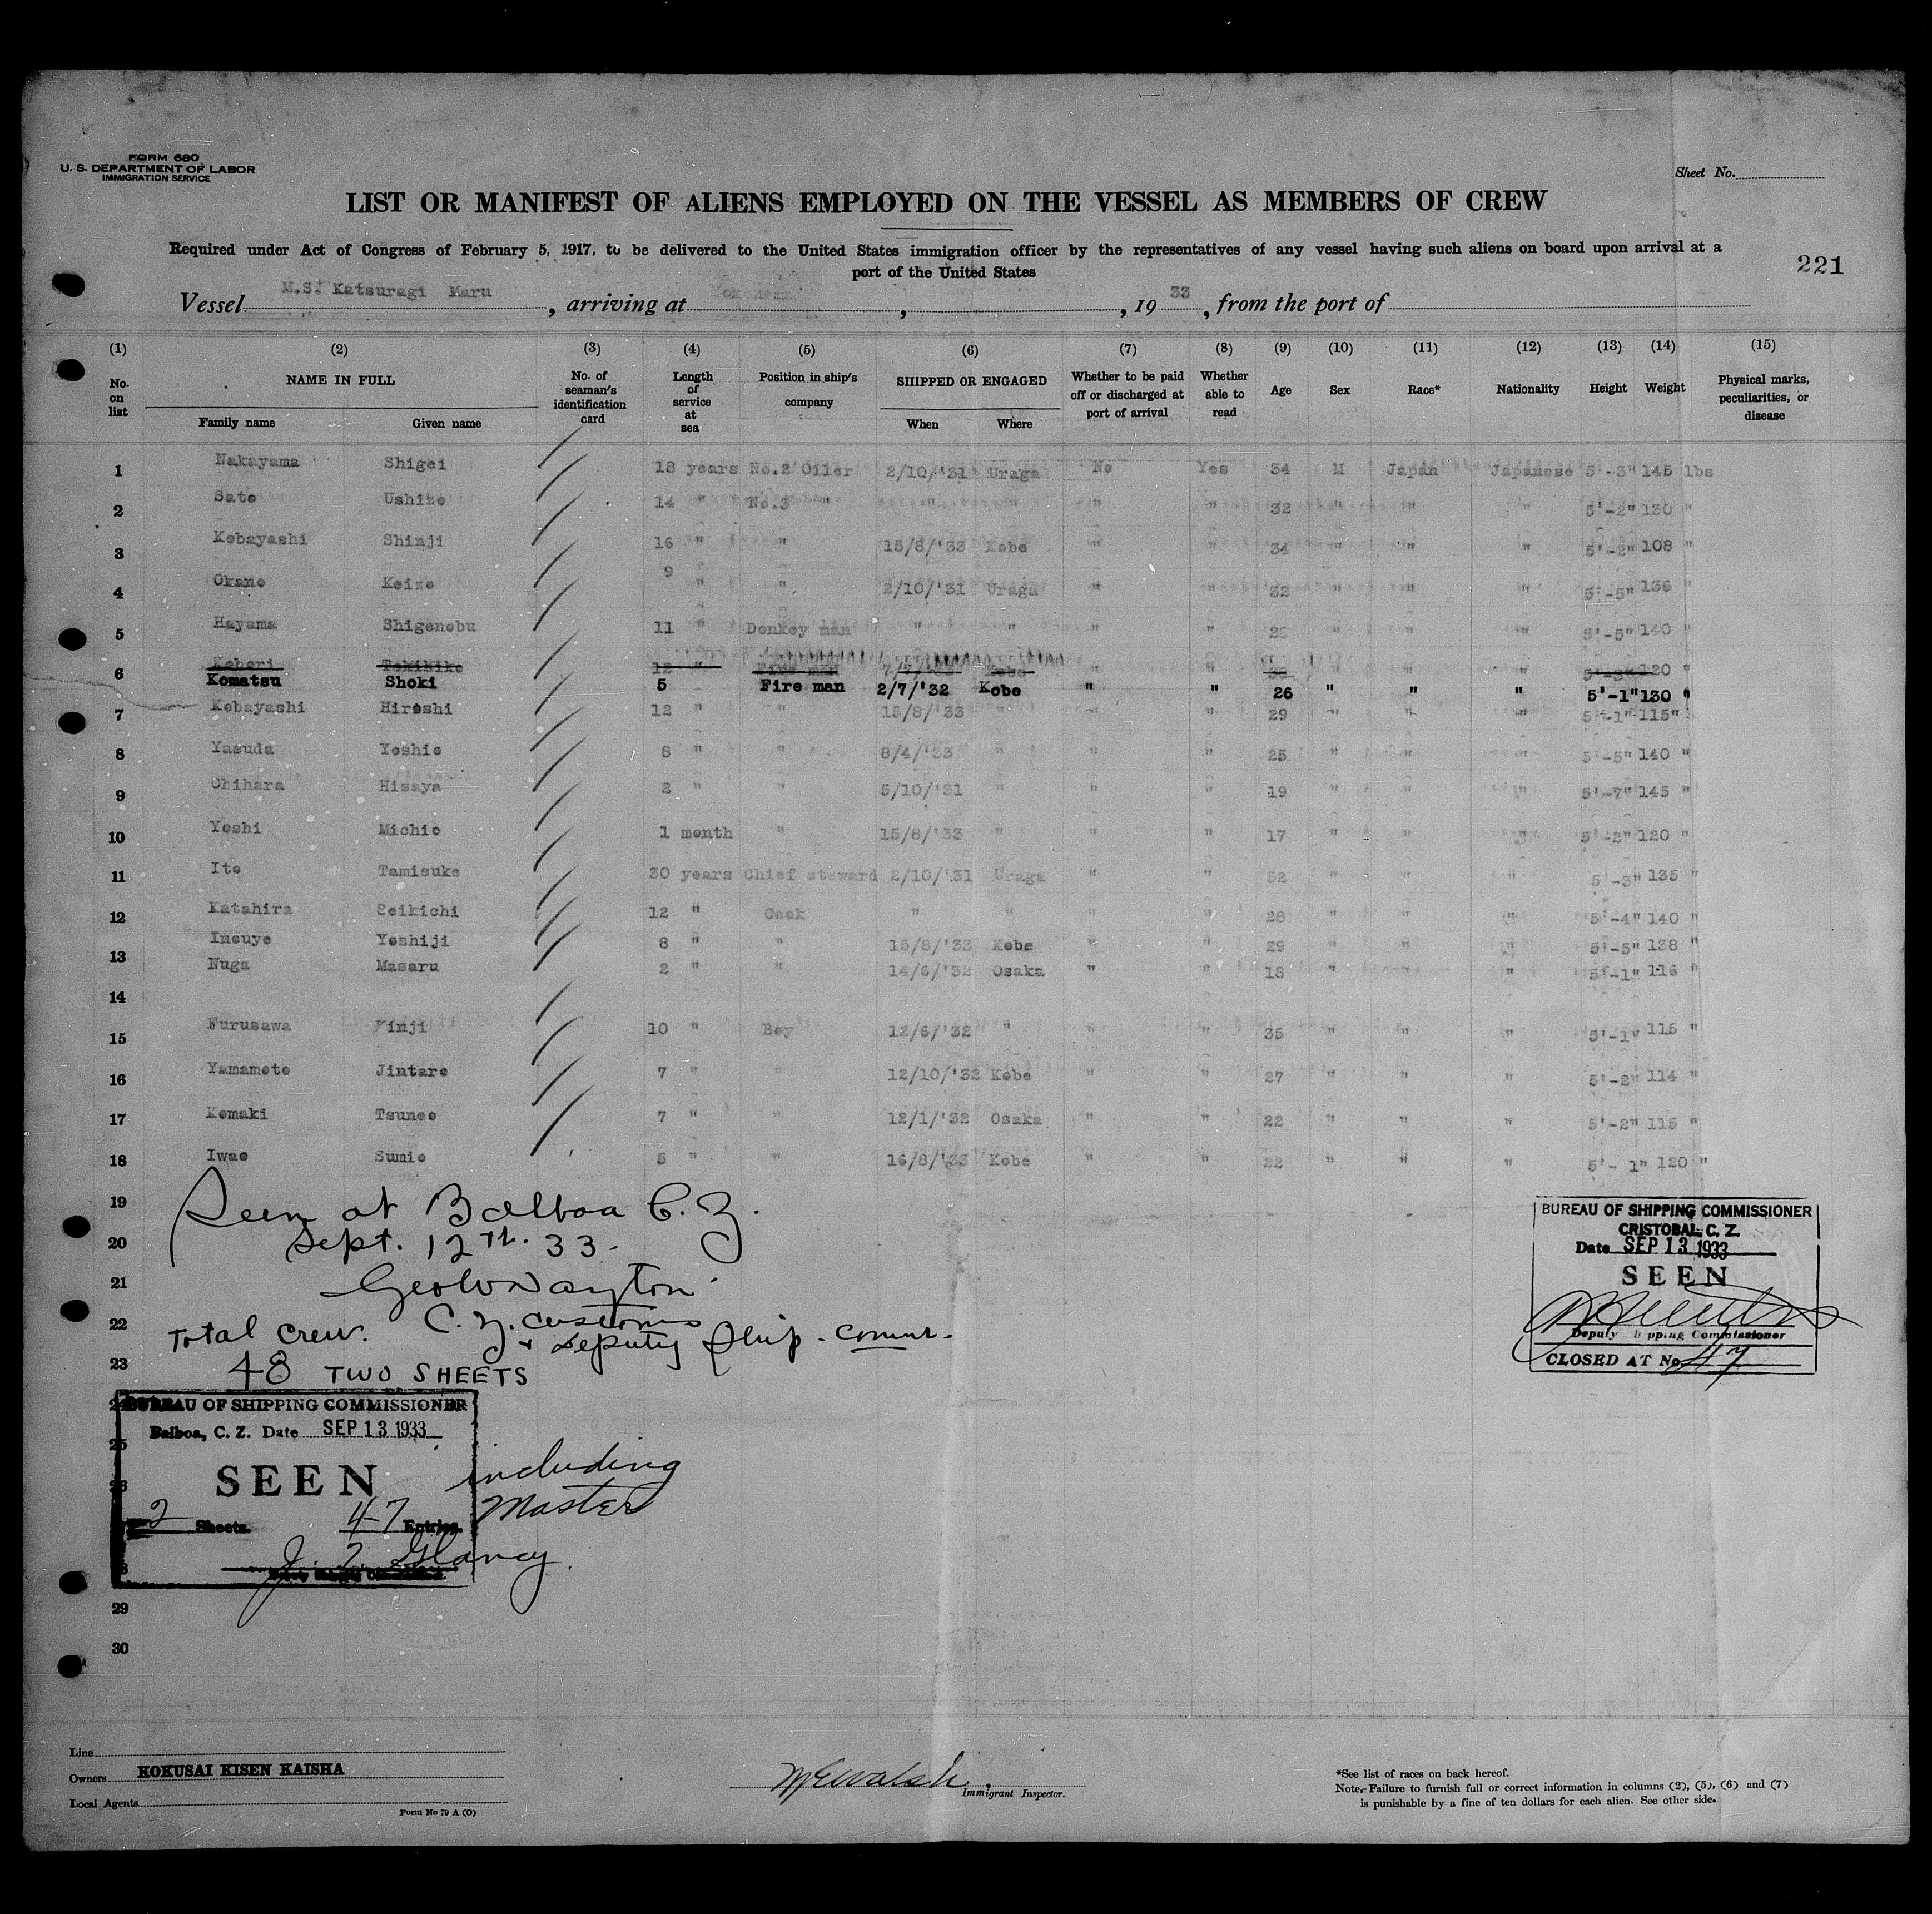 FORM 680
U. S. DEPARTMENT OF LABOR
IMMIGRATION SERVICE
Sheet No.
LIST OR MANIFEST OF ALIENS EMPLOYED ON THE VESSEL AS MEMBERS OF CREW
Required under Act of Congress of February 5, 1917, to be delivered to the United States immigration officer by the representatives of any vessel having such aliens on board upon arrival at a
port of the United States
221
Vessel M.S. Katsuragi Maru, arriving at , , 19 33, from the port of
(1) (2) (3) (4) (5) (6) (7) (8) (9) (10) (11) (12) (13) (14) (15)
No. on list NAME IN FULL Family name Given name No. of seaman's identification card Length of service at sea Position in ship's company SHIPPED OR ENGAGED When Where Whether to be paid off or discharged at port of arrival Whether able to read Age Sex Race* Nationality Height Weight Physical marks, peculiarities, or disease
1 Nakayama Shigei 18 years No.2 Oiler 2/10/'31 Uraga No Yes 34 M Japan Japanese 5'-3" 145 lbs
2 Sato Ushizo 14 " No.3 " " " " " 32 " " " 5'-2" 130 "
3 Kobayashi Shinji 16 " " 15/8/'33 Kobe " " 34 " " " 5'-2" 108 "
4 Okano Keizo 9 " " 2/10/'31 Uraga " " 32 " " " 5'-5" 136 "
5 Hayama Shigenobu 11 " Donkey man " " " " " " " 5'-5" 140 "
6 Kobori 12 " Fire man Kobe " " " " " 120 "
Komatsu Shoki 5 Fire man 2/7/'32 Kobe " " 26 " " " 5'-1" 130 "
7 Kobayashi Hiroshi 12 " " 15/8/'33 " " " 29 " " " 5'-1" 115 "
8 Yasuda Yoshio 8 " " 8/4/'33 " " " 25 " " " 5'-5" 140 "
9 Chihara Hisaya 2 " " 5/10/'31 " " " 19 " " " 5'-7" 145 "
10 Yoshi Michio 1 month " 15/8/'33 " " " 17 " " " 5'-2" 120 "
11 Ito Tamisuke 30 years Chief steward 2/10/'31 Uraga " " 52 " " " 5'-3" 135 "
12 Katahira Seikichi 12 " Cook " " " " 28 " " " 5'-4" 140 "
13 Inouye Yoshiji 8 " " 15/8/'33 Kobe " " 29 " " " 5'-5" 138 "
Nuga Masaru 2 " " 14/6/'32 Osaka " " 18 " " " 5'-1" 116 "
14
15 Furusawa Kinji 10 " Boy 12/6/'32 " " " 35 " " " 5'-1" 115 "
16 Yamamoto Jintaro 7 " " 12/10/'32 Kobe " " 27 " " " 5'-2" 114 "
17 Komaki Tsuneo 7 " " 12/1/'32 Osaka " " 22 " " " 5'-2" 115 "
18 Iwao Sumio 5 " " 16/8/'33 Kobe " " 22 " " " 5'-1" 120 "
19
Seen at Balboa C. Z.
20
Sept. 12th. 33.
21
Geo W Dayton
22
C. Z. Customs
Total Crew. & Deputy Ship. Commr.
23
48 TWO SHEETS
BUREAU OF SHIPPING COMMISSIONER
CRISTOBAL C. Z.
Date SEP 13 1933
SEEN
Deputy Shipping Commissioner
CLOSED AT No. 47
BUREAU OF SHIPPING COMMISSIONER
Balboa, C. Z. Date SEP 13 1933
SEEN
including
Master
2 Sheets. 47 Entries.
J. Glancy
29
30
Line
Owners KOKUSAI KISEN KAISHA
Local Agents
Form No 79 A (O)
Immigrant Inspector.
*See list of races on back hereof.
Note.- Failure to furnish full or correct information in columns (2), (5), (6) and (7)
is punishable by a fine of ten dollars for each alien. See other side.